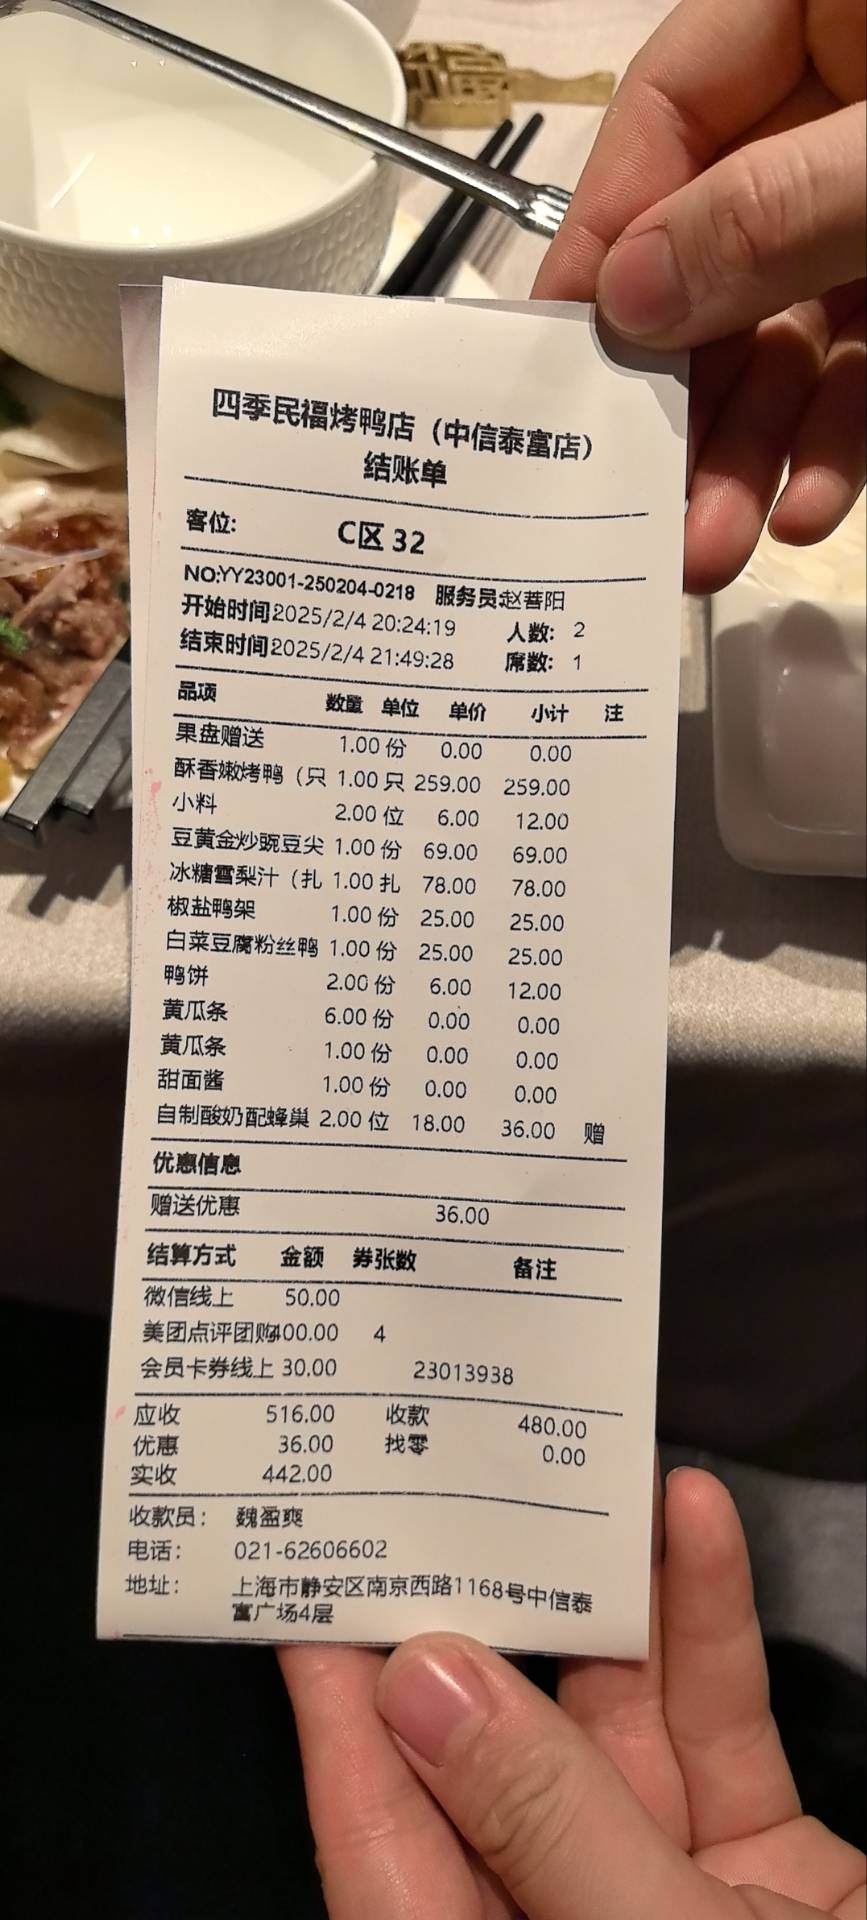 四季民福烤鸭店（中信泰富店）
结账单
客位: C区 32
NO:YY23001-250204-0218 服务员:赵菩阳
开始时间:2025/2/4 20:24:19 人数: 2
结束时间:2025/2/4 21:49:28 席数: 1
品项 数量 单位 单价 小计 注
果盘赠送 1.00 份 0.00 0.00
酥香嫩烤鸭（只 1.00 只 259.00 259.00
小料 2.00 位 6.00 12.00
豆黄金炒豌豆尖 1.00 份 69.00 69.00
冰糖雪梨汁（扎 1.00 扎 78.00 78.00
椒盐鸭架 1.00 份 25.00 25.00
白菜豆腐粉丝鸭 1.00 份 25.00 25.00
鸭饼 2.00 份 6.00 12.00
黄瓜条 6.00 份 0.00 0.00
黄瓜条 1.00 份 0.00 0.00
甜面酱 1.00 份 0.00 0.00
自制酸奶配蜂巢 2.00 位 18.00 36.00 赠
优惠信息
赠送优惠 36.00
结算方式 金额 券张数 备注
微信线上 50.00
美团点评团购400.00 4
会员卡券线上 30.00 23013938
应收 516.00 收款 480.00
优惠 36.00 找零 0.00
实收 442.00
收款员: 魏盈爽
电话: 021-62606602
地址: 上海市静安区南京西路1168号中信泰
富广场4层